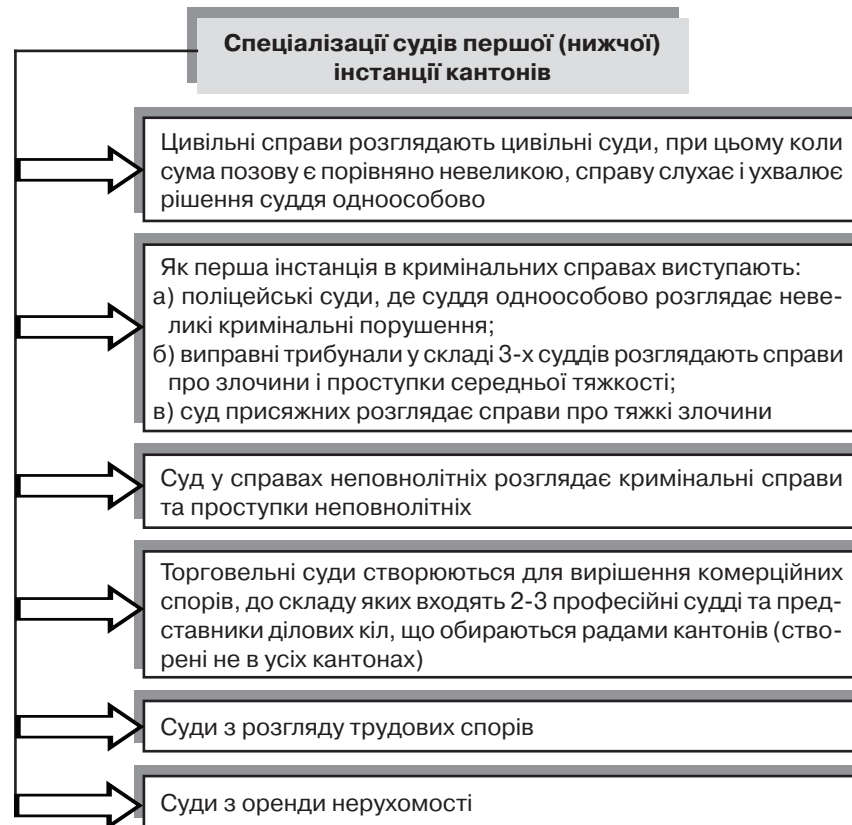 Спеціалізації судів першої (нижчої)
інстанції кантонів
Цивільні справи розглядають цивільні суди, при цьому коли
сума позову є порівняно невеликою, справу слухає і ухвалює
рішення суддя одноособово
Як перша інстанція в кримінальних справах виступають:
а) поліцейські суди, де суддя одноособово розглядає неве-
ликі кримінальні порушення;
б) виправні трибунали у складі 3-х суддів розглядають справи
про злочини і проступки середньої тяжкості;
в) суд присяжних розглядає справи про тяжкі злочини
Суд у справах неповнолітніх розглядає кримінальні справи
та проступки неповнолітніх
Торговельні суди створюються для вирішення комерційних
спорів, до складу яких входять 2-3 професійні судді та пред-
ставники ділових кіл, що обираються радами кантонів (ство-
рені не в усіх кантонах)
Суди з розгляду трудових спорів
Суди з оренди нерухомості